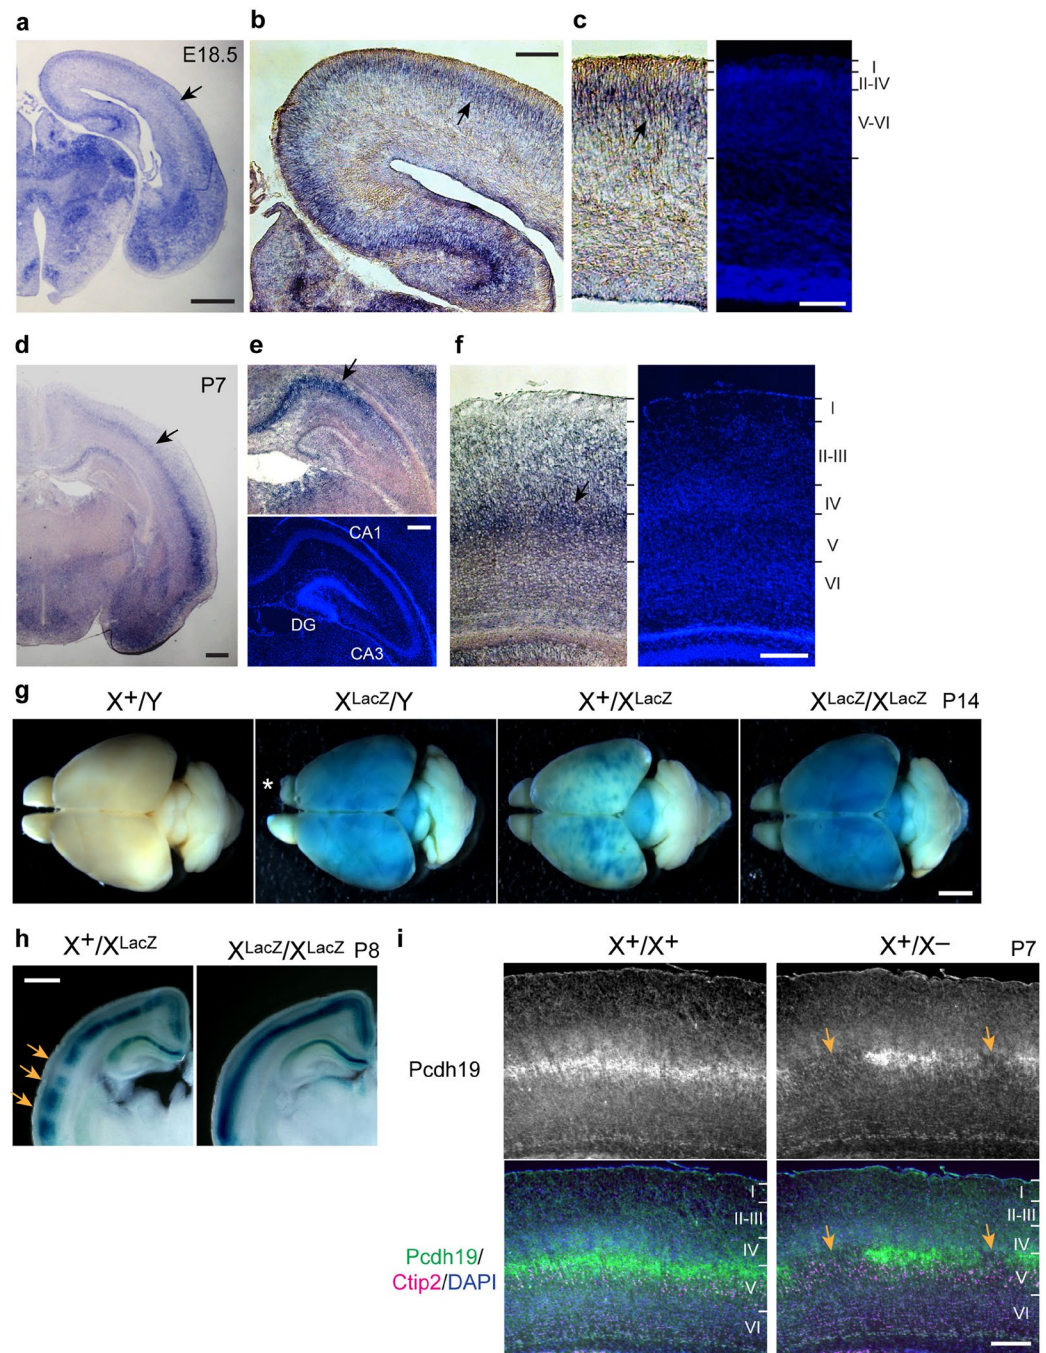 a
b
c
E18.5
I
II-IV
V-VI
d
e
f
P7
CA1
DG
CA3
I
II-III
IV
V
VI
g
X+/Y
XLacZ/Y
X+/XLacZ
XLacZ/XLacZ P14
*
h
X+/XLacZ
XLacZ/XLacZ P8
i
X+/X+
X+/X– P7
Pcdh19
Pcdh19/
Ctip2/DAPI
I
II-III
IV
V
VI
I
II-III
IV
V
VI